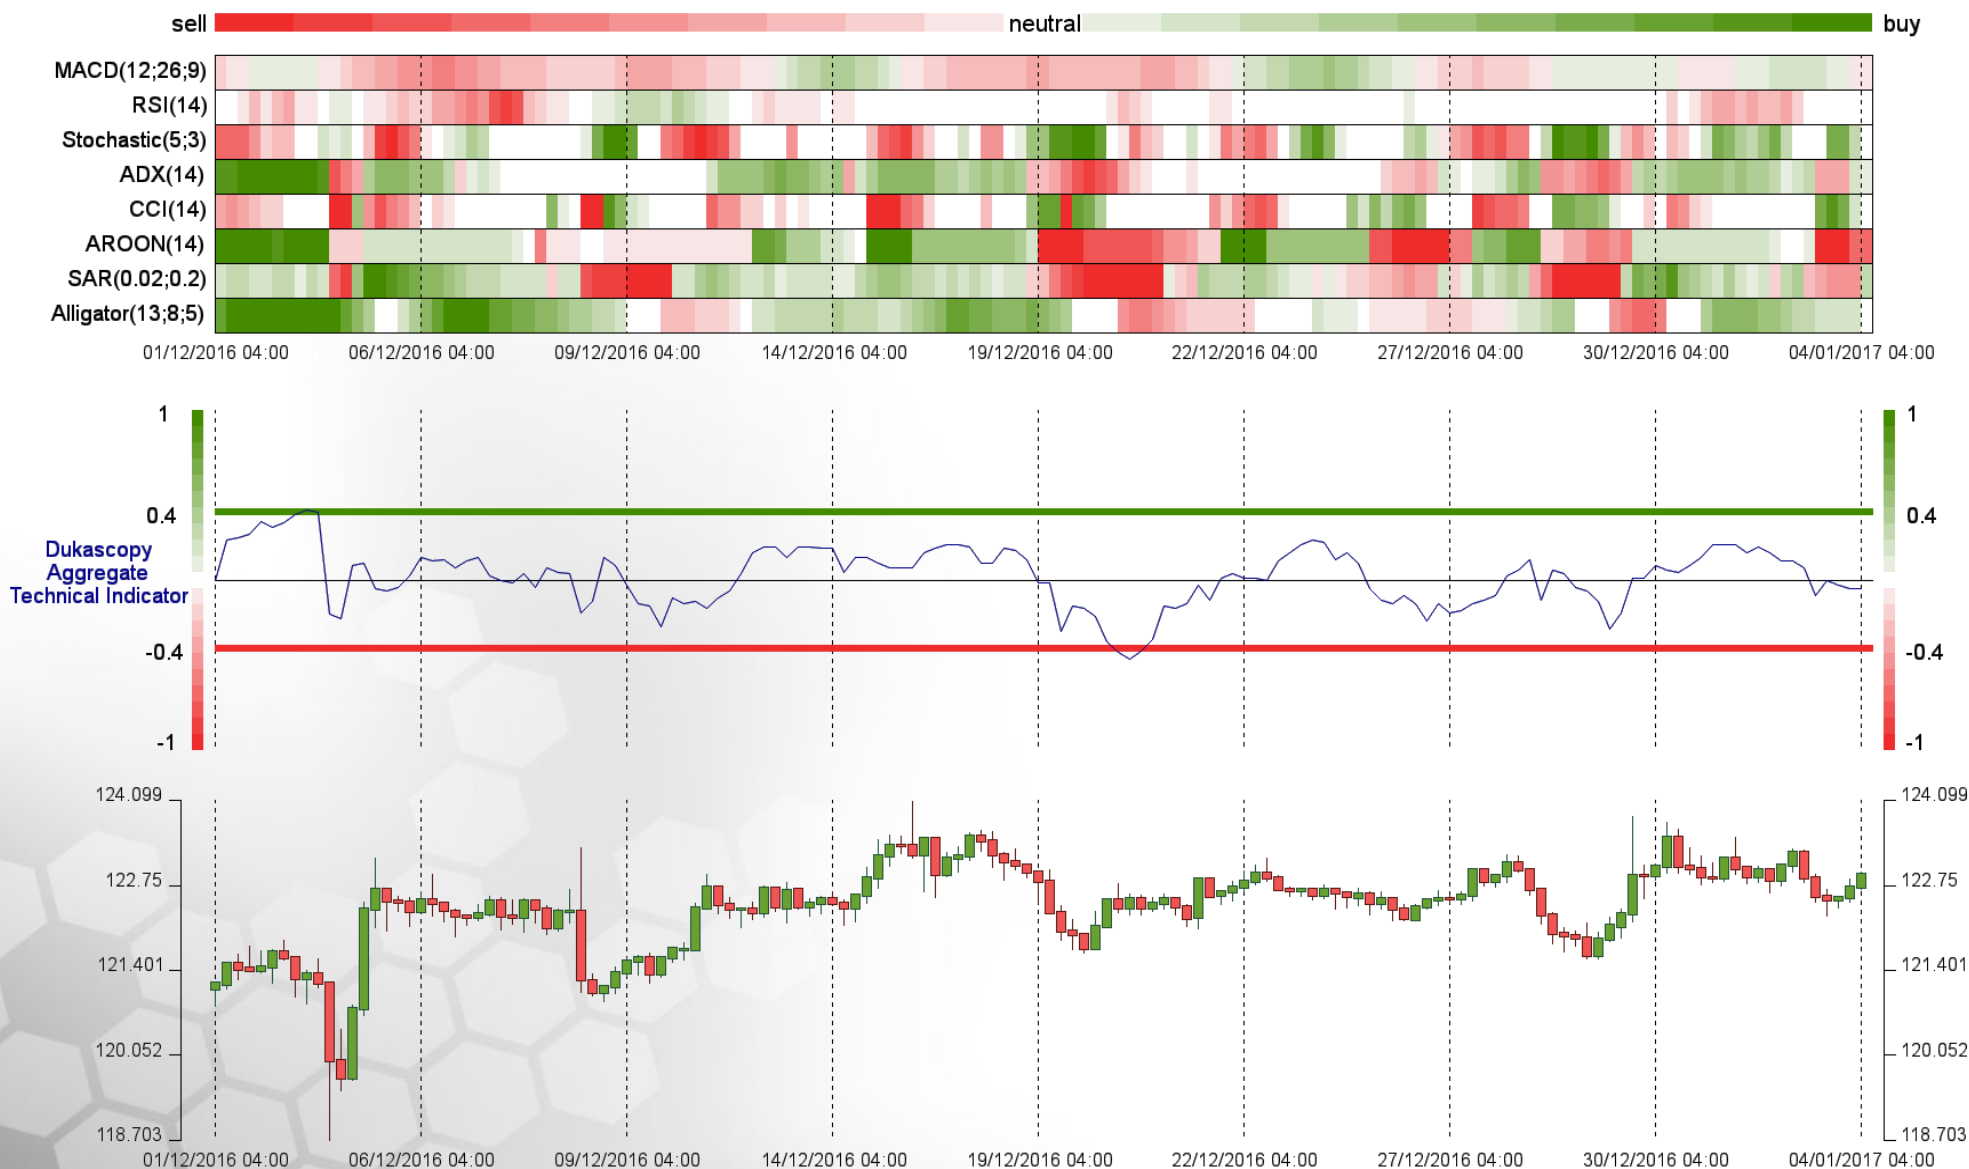 sell neutral buy
MACD(12;26;9)
RSI(14)
Stochastic(5;3)
ADX(14)
CCI(14)
AROON(14)
SAR(0.02;0.2)
Alligator(13;8;5)
01/12/2016 04:00 06/12/2016 04:00 09/12/2016 04:00 14/12/2016 04:00 19/12/2016 04:00 22/12/2016 04:00 27/12/2016 04:00 30/12/2016 04:00 04/01/2017 04:00
1 1
0.4 0.4
Dukascopy
Aggregate
Technical Indicator
-0.4 -0.4
-1 -1
124.099 124.099
122.75 122.75
121.401 121.401
120.052 120.052
118.703 118.703
01/12/2016 04:00 06/12/2016 04:00 09/12/2016 04:00 14/12/2016 04:00 19/12/2016 04:00 22/12/2016 04:00 27/12/2016 04:00 30/12/2016 04:00 04/01/2017 04:00